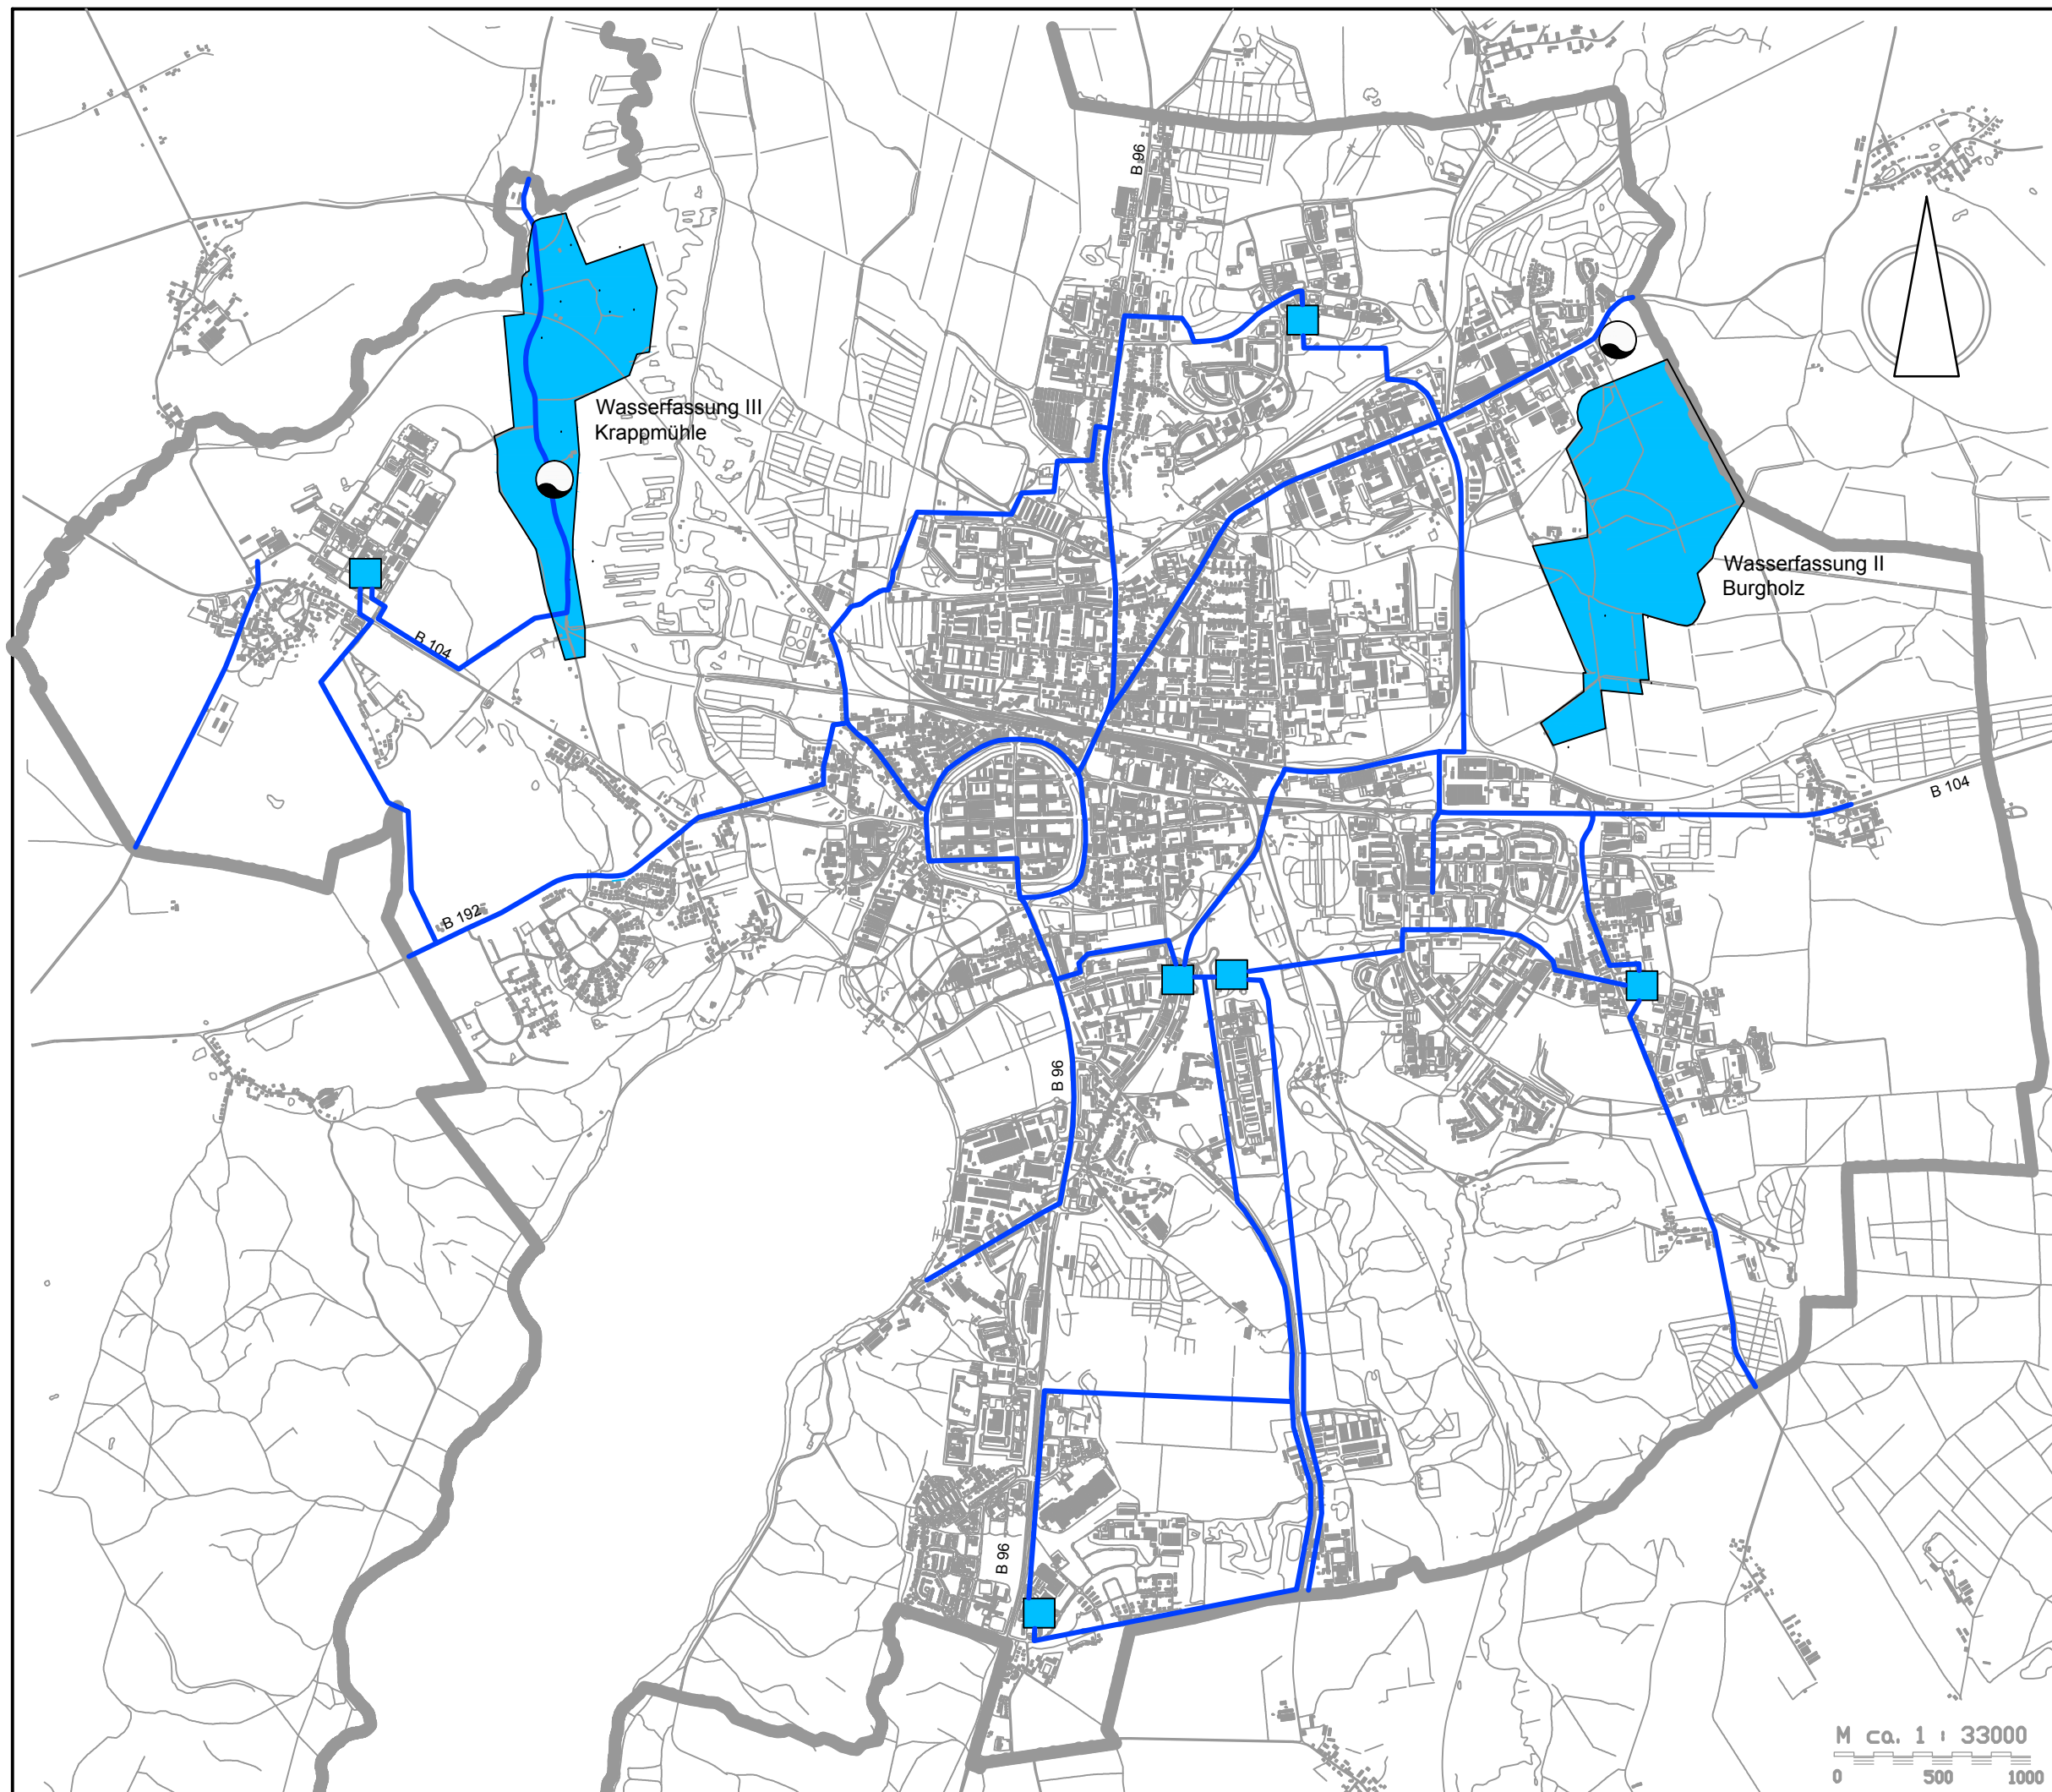 B 96
Wasserfassung III
Krappmühle
Wasserfassung II
Burgholz
B 104
B 104
B 192
B 96
B 96
M ca. 1 : 33000
0 500 1000